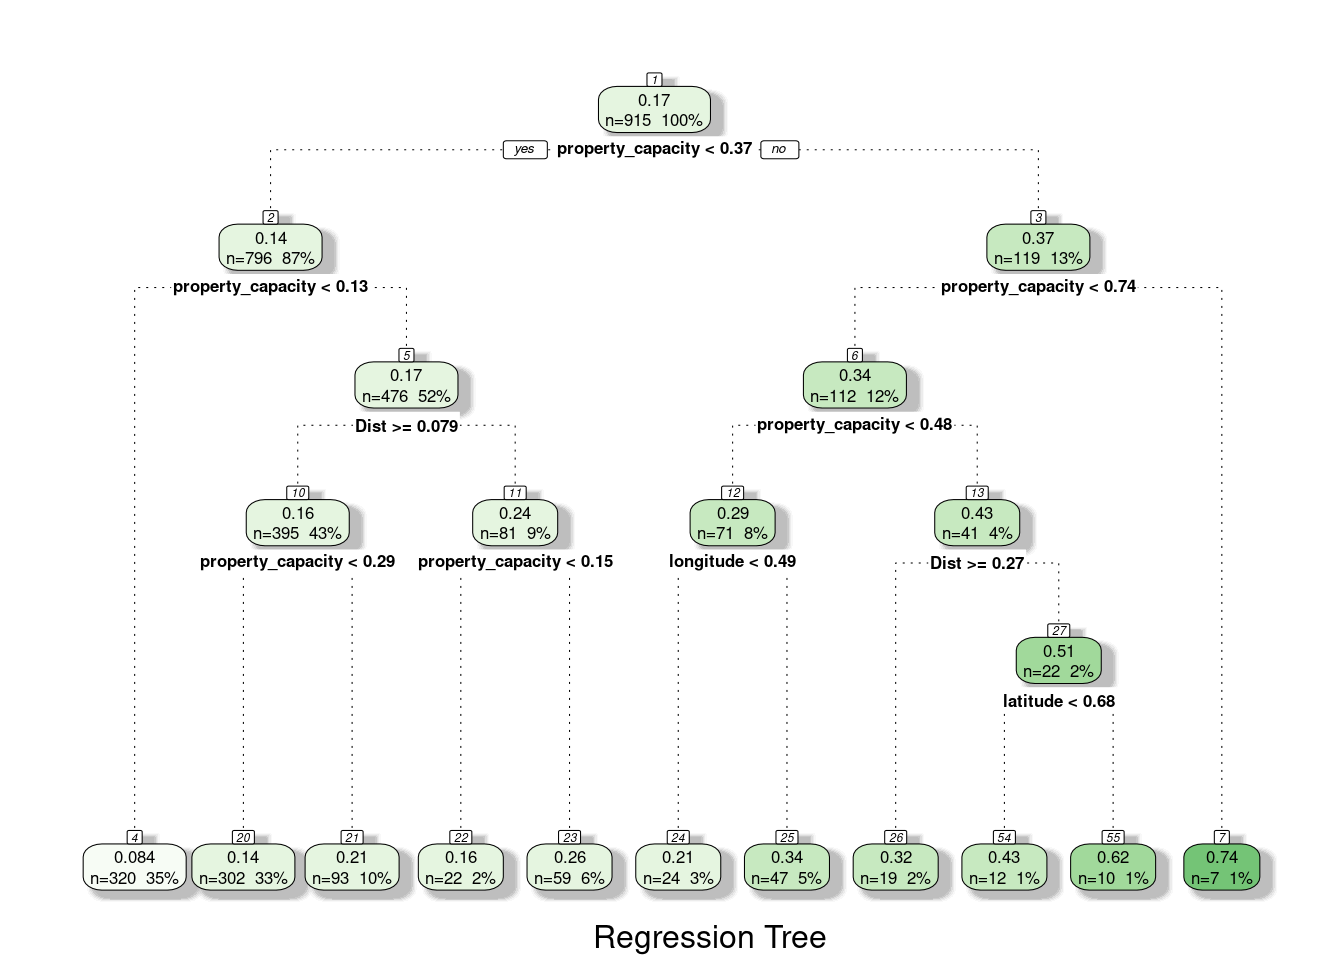 1
0.17
n=915 100%
yes property_capacity < 0.37 no
2 3
0.14 0.37
n=796 87% n=119 13%
property_capacity < 0.13 property_capacity < 0.74
5 6
0.17 0.34
n=476 52% n=112 12%
Dist >= 0.079 property_capacity < 0.48
10 11 12 13
0.16 0.24 0.29 0.43
n=395 43% n=81 9% n=71 8% n=41 4%
property_capacity < 0.29 property_capacity < 0.15 longitude < 0.49 Dist >= 0.27
27
0.51
n=22 2%
latitude < 0.68
4 20 21 22 23 24 25 26 54 55 7
0.084 0.14 0.21 0.16 0.26 0.21 0.34 0.32 0.43 0.62 0.74
n=320 35% n=302 33% n=93 10% n=22 2% n=59 6% n=24 3% n=47 5% n=19 2% n=12 1% n=10 1% n=7 1%
Regression Tree